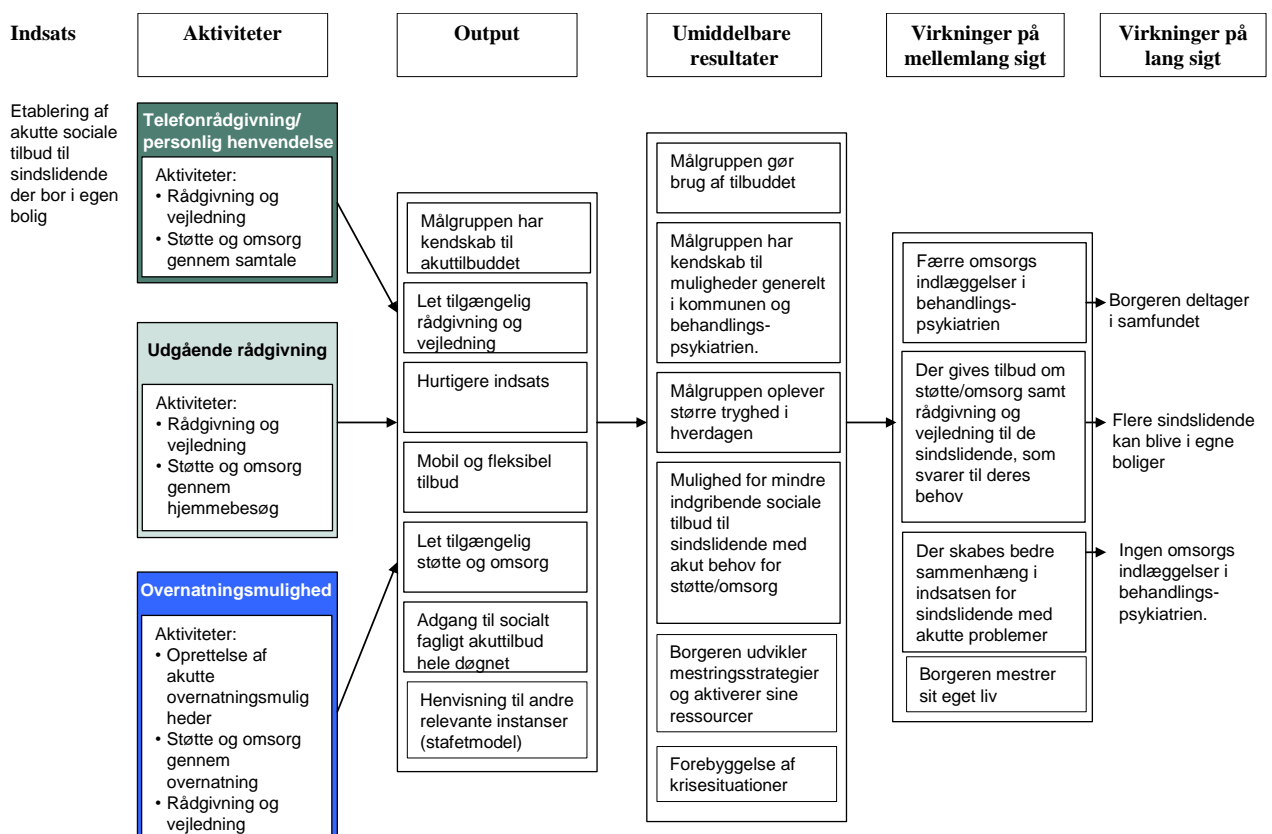 Indsats
Aktiviteter
Output
Umiddelbare
resultater
Virkninger på
mellemlang sigt
Virkninger på
lang sigt
Etablering af
akutte sociale
tilbud til
sindslidende
der bor i egen
bolig
Telefonrådgivning/
personlig henvendelse
Aktiviteter:
• Rådgivning og
vejledning
• Støtte og omsorg
gennem samtale
Udgående rådgivning
Aktiviteter:
• Rådgivning og
vejledning
• Støtte og omsorg
gennem
hjemmebesøg
Overnatningsmulighed
Aktiviteter:
• Oprettelse af
akutte
overnatningsmulig
heder
• Støtte og omsorg
gennem
overnatning
• Rådgivning og
vejledning
Målgruppen har
kendskab til
akuttilbuddet
Let tilgængelig
rådgivning og
vejledning
Hurtigere indsats
Mobil og fleksibel
tilbud
Let tilgængelig
støtte og omsorg
Adgang til socialt
fagligt akuttilbud
hele døgnet
Henvisning til andre
relevante instanser
(stafetmodel)
Målgruppen gør
brug af tilbuddet
Målgruppen har
kendskab til
muligheder generelt
i kommunen og
behandlings-
psykiatrien.
Målgruppen oplever
større tryghed i
hverdagen
Mulighed for mindre
indgribende sociale
tilbud til
sindslidende med
akut behov for
støtte/omsorg
Borgeren udvikler
mestringsstrategier
og aktiverer sine
ressourcer
Forebyggelse af
krisesituationer
Færre omsorgs
indlæggelser i
behandlings-
psykiatrien
Der gives tilbud om
støtte/omsorg samt
rådgivning og
vejledning til de
sindslidende, som
svarer til deres
behov
Der skabes bedre
sammenhæng i
indsatsen for
sindslidende med
akutte problemer
Borgeren mestrer
sit eget liv
Borgeren deltager
i samfundet
Flere sindslidende
kan blive i egne
boliger
Ingen omsorgs
indlæggelser i
behandlings-
psykiatrien.